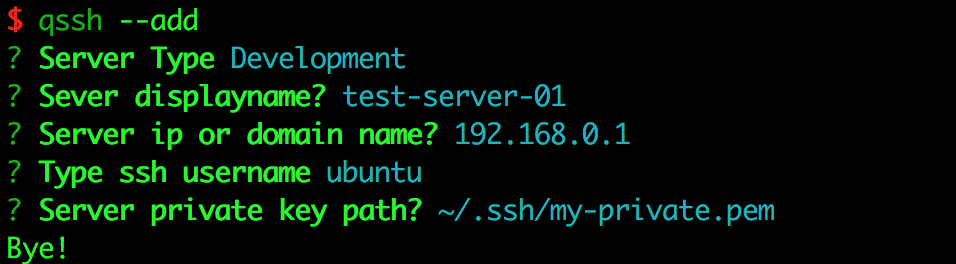 $ qssh --add
? Server Type Development
? Sever displayname? test-server-01
? Server ip or domain name? 192.168.0.1
? Type ssh username ubuntu
? Server private key path? ~/.ssh/my-private.pem
Bye!